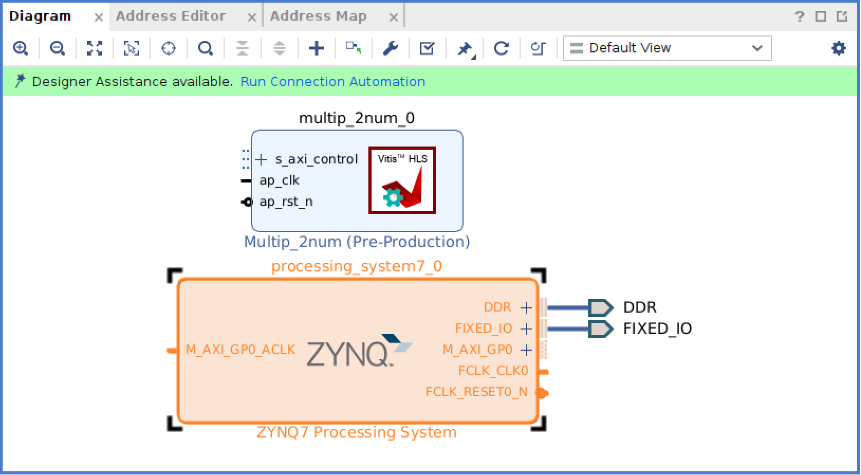 Diagram × Address Editor × Address Map × ?
Default View
Designer Assistance available. Run Connection Automation
multip_2num_0
s_axi_control
ap_clk
ap_rst_n
Vitis™ HLS
Multip_2num (Pre-Production)
processing_system7_0
DDR
FIXED_IO
M_AXI_GP0_ACLK
ZYNQ
M_AXI_GP0
FCLK_CLK0
FCLK_RESET0_N
DDR
FIXED_IO
ZYNQ7 Processing System